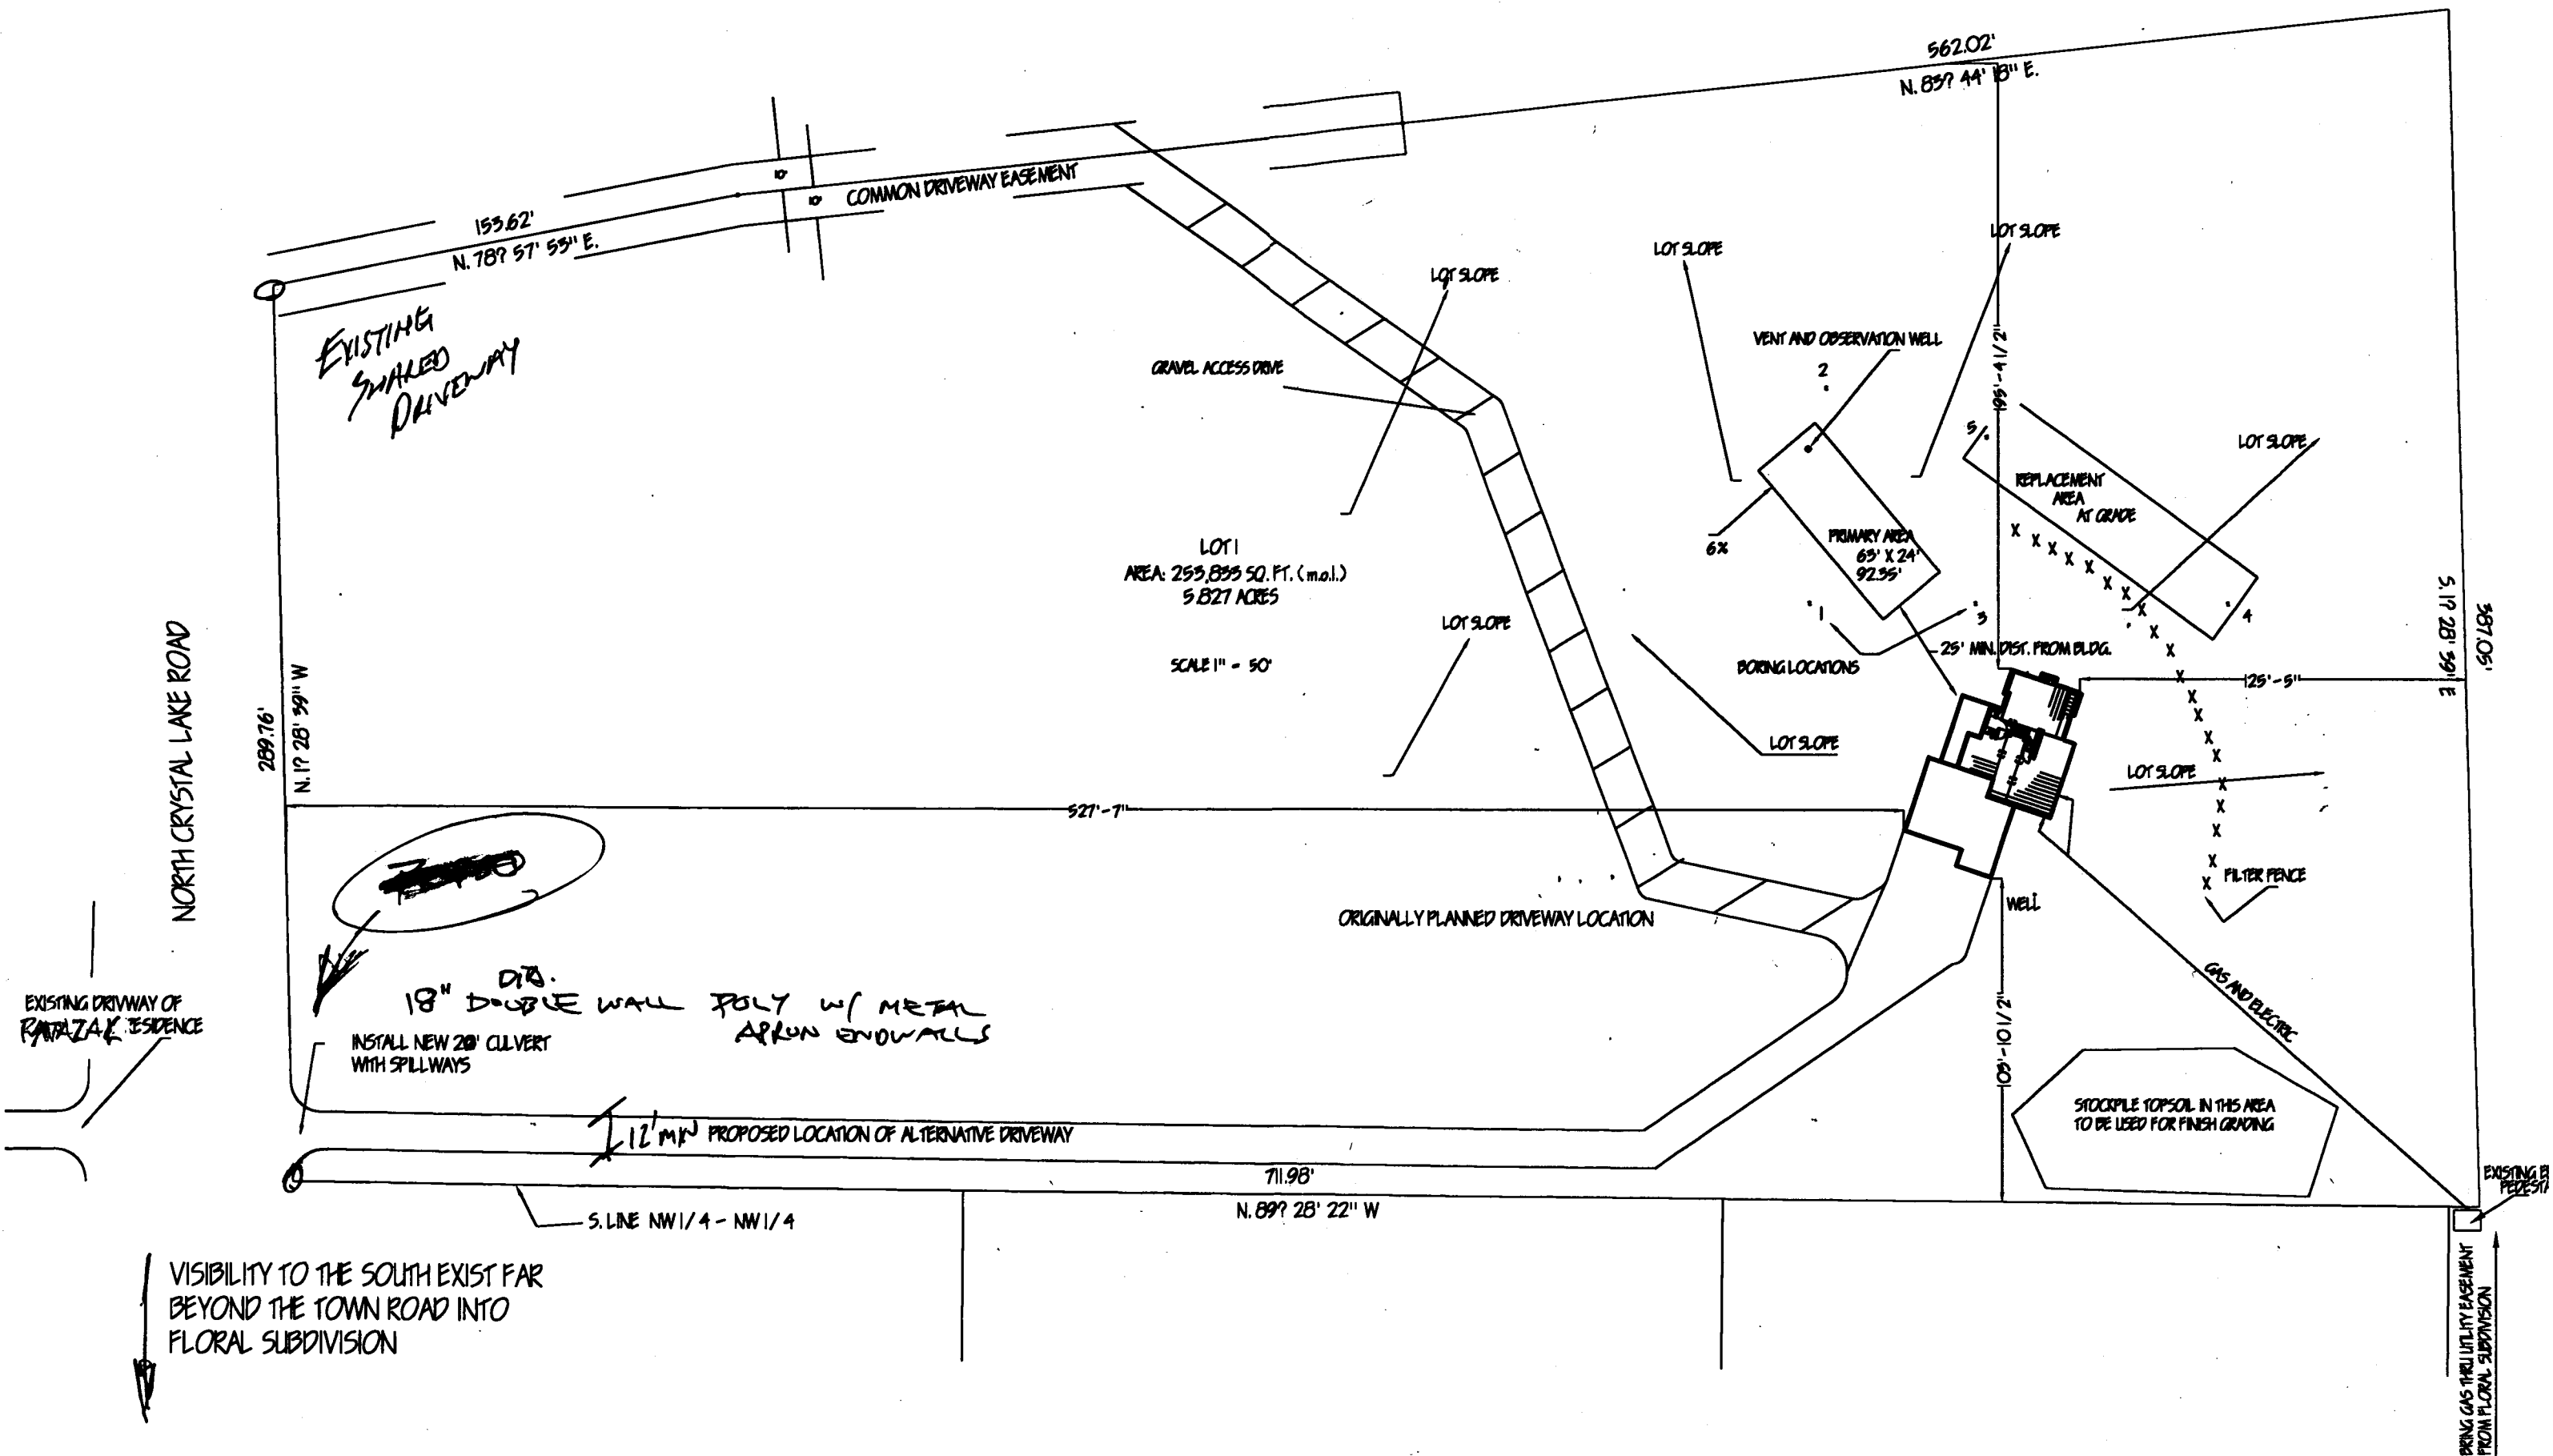 562.02'
N. 83? 44' 18" E.
10'
10'
COMMON DRIVEWAY EASEMENT
153.62'
N. 78? 57' 53" E.
EXISTING
SHARED
DRIVEWAY
LOT SLOPE
LOT SLOPE
LOT SLOPE
GRAVEL ACCESS DRIVE
VENT AND OBSERVATION WELL
2
195'-4 1/2"
5
LOT SLOPE
REPLACEMENT
AREA
AT GRADE
6%
PRIMARY AREA
63' X 24'
92.35'
LOT 1
AREA: 253,833 SQ. FT. (m.o.l.)
5.827 ACRES
SCALE 1" = 50'
1
3
4
25' MIN. DIST. FROM BLDG.
BORING LOCATIONS
LOT SLOPE
LOT SLOPE
LOT SLOPE
125'-5"
S. 1? 28' 39" E
387.05'
NORTH CRYSTAL LAKE ROAD
289.76'
N. 1? 28' 39" W
527'-7"
FILTER FENCE
WELL
ORIGINALLY PLANNED DRIVEWAY LOCATION
GAS AND ELECTRIC
103'-10 1/2"
DIA.
18" DOUBLE WALL POLY W/ METAL
APRON ENDWALLS
EXISTING DRIVWAY OF
RATAZAK RESIDENCE
INSTALL NEW 20' CULVERT
WITH SPILLWAYS
12' MIN PROPOSED LOCATION OF ALTERNATIVE DRIVEWAY
STOCKPILE TOPSOIL IN THIS AREA
TO BE USED FOR FINISH GRADING
711.98'
N. 89? 28' 22" W
S. LINE NW 1/4 - NW 1/4
EXISTING
VISIBILITY TO THE SOUTH EXIST FAR
BEYOND THE TOWN ROAD INTO
FLORAL SUBDIVISION
BRING GAS THRU UTILITY EASEMENT
FROM FLORAL SUBDIVISION